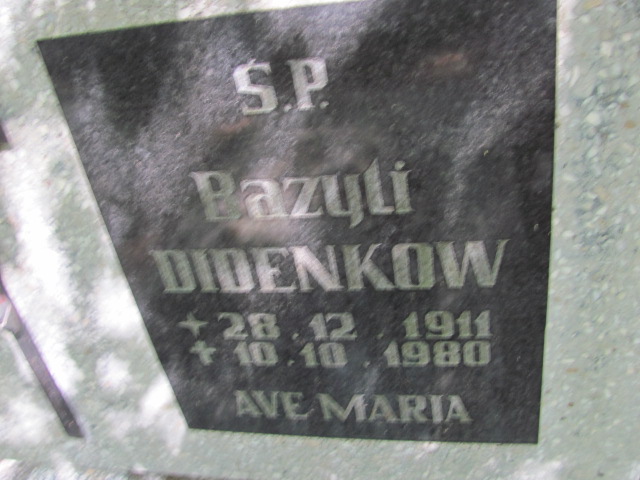 S.P.
Bazyli
DIDENKOW
+ 28.12.1911
+ 10.10.1980
AVE MARIA